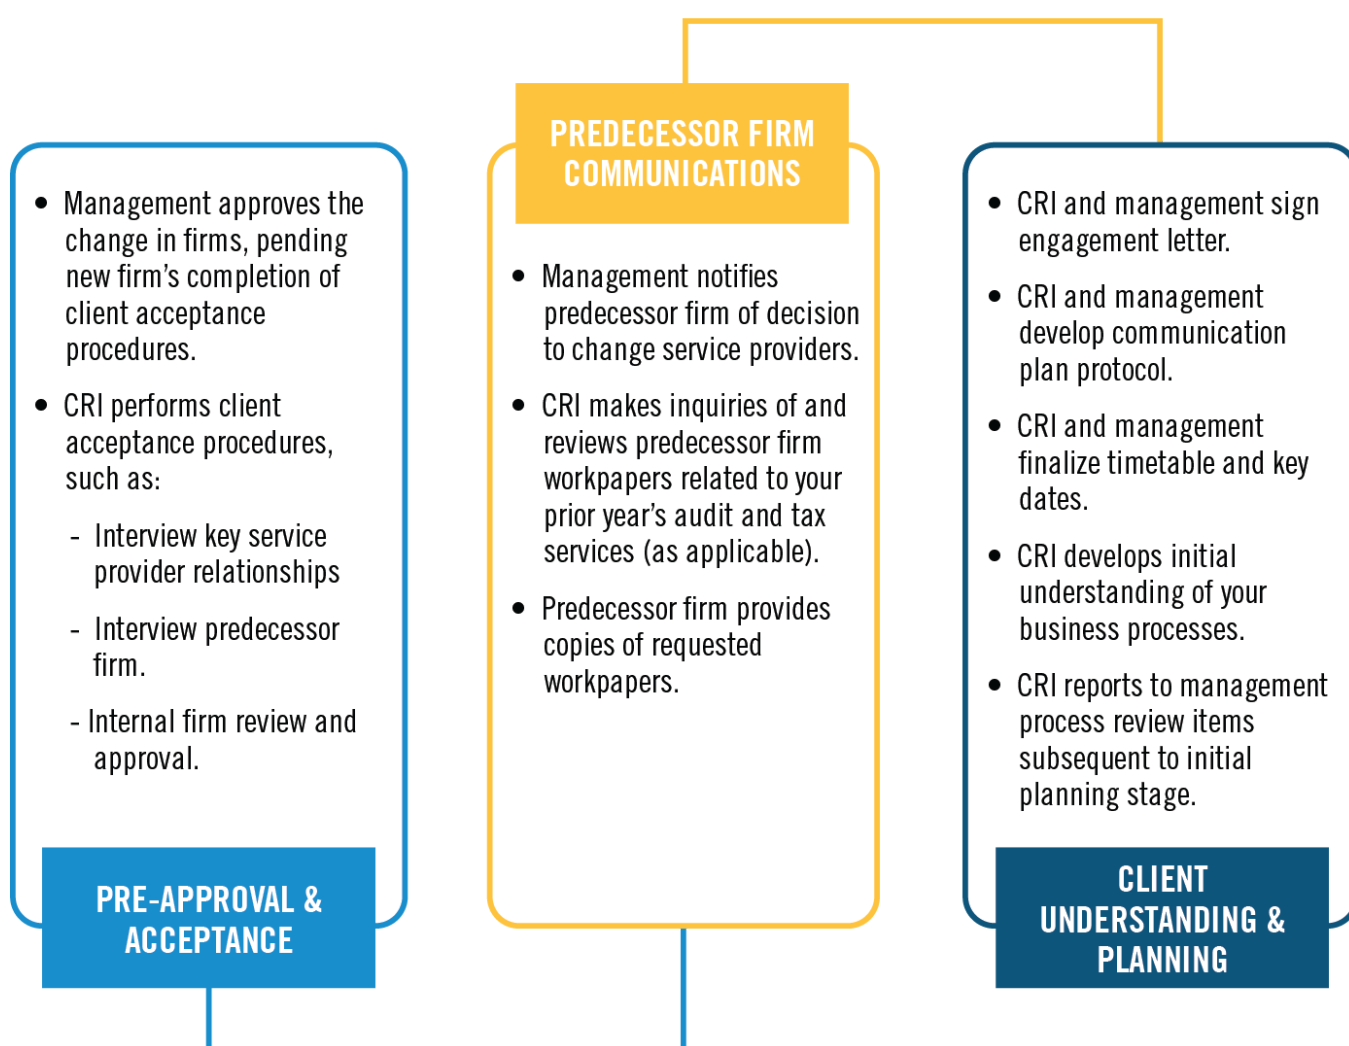 • Management approves the
change in firms, pending
new firm's completion of
client acceptance
procedures.
• CRI performs client
acceptance procedures,
such as:
- Interview key service
provider relationships
- Interview predecessor
firm.
- Internal firm review and
approval.
PRE-APPROVAL &
ACCEPTANCE
PREDECESSOR FIRM
COMMUNICATIONS
• Management notifies
predecessor firm of decision
to change service providers.
• CRI makes inquiries of and
reviews predecessor firm
workpapers related to your
prior year's audit and tax
services (as applicable).
• Predecessor firm provides
copies of requested
workpapers.
• CRI and management sign
engagement letter.
• CRI and management
develop communication
plan protocol.
• CRI and management
finalize timetable and key
dates.
• CRI develops initial
understanding of your
business processes.
• CRI reports to management
process review items
subsequent to initial
planning stage.
CLIENT
UNDERSTANDING &
PLANNING